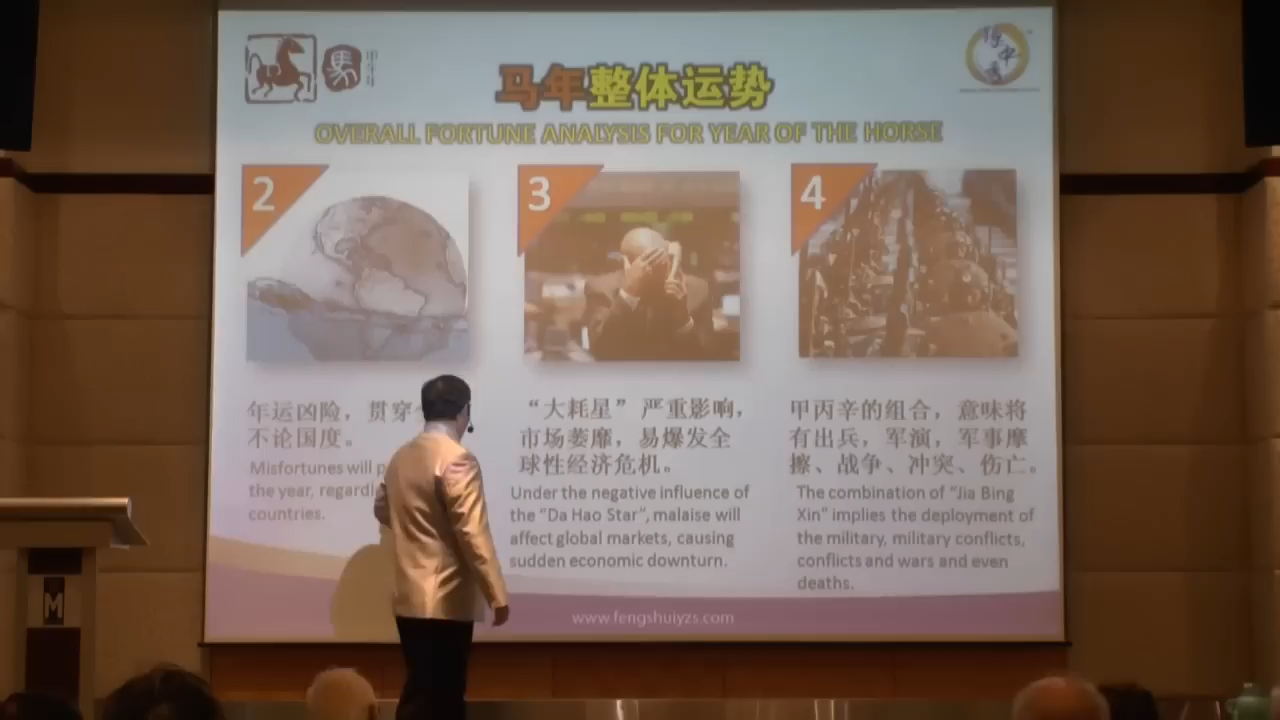 马
甲午年
马年整体运势
OVERALL FORTUNE ANALYSIS FOR YEAR OF THE HORSE
2
年运凶险，贯穿
不论国度。
Misfortunes will p
the year, regardl
countries.
3
“大耗星”严重影响，
市场萎靡，易爆发全
球性经济危机。
Under the negative influence of
the “Da Hao Star”, malaise will
affect global markets, causing
sudden economic downturn.
4
甲丙辛的组合，意味将
有出兵，军演，军事摩
擦、战争、冲突、伤亡。
The combination of “Jia Bing
Xin” implies the deployment of
the military, military conflicts,
conflicts and wars and even
deaths.
www.fengshuiyzs.com
M